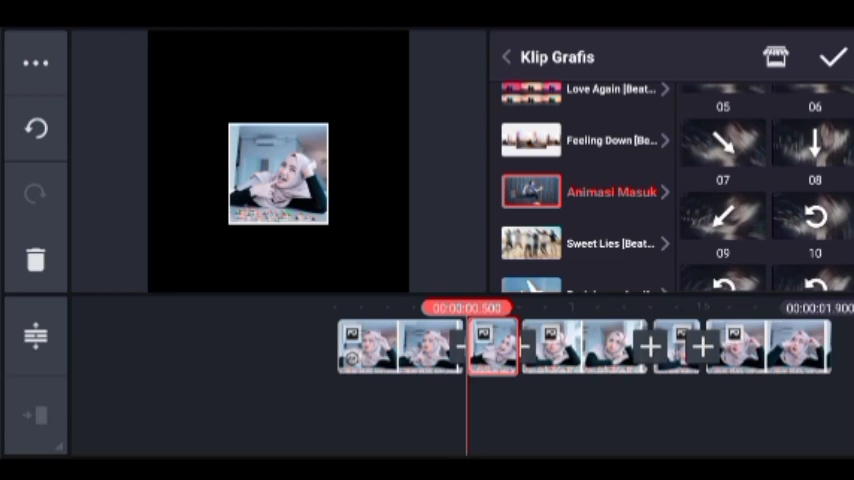 Klip Grafis
Love Again [Beat...
Feeling Down [Be...
Animasi Masuk
Sweet Lies [Beat...
05
06
07
08
09
10
00:00:00.500
15
00:00:01.900